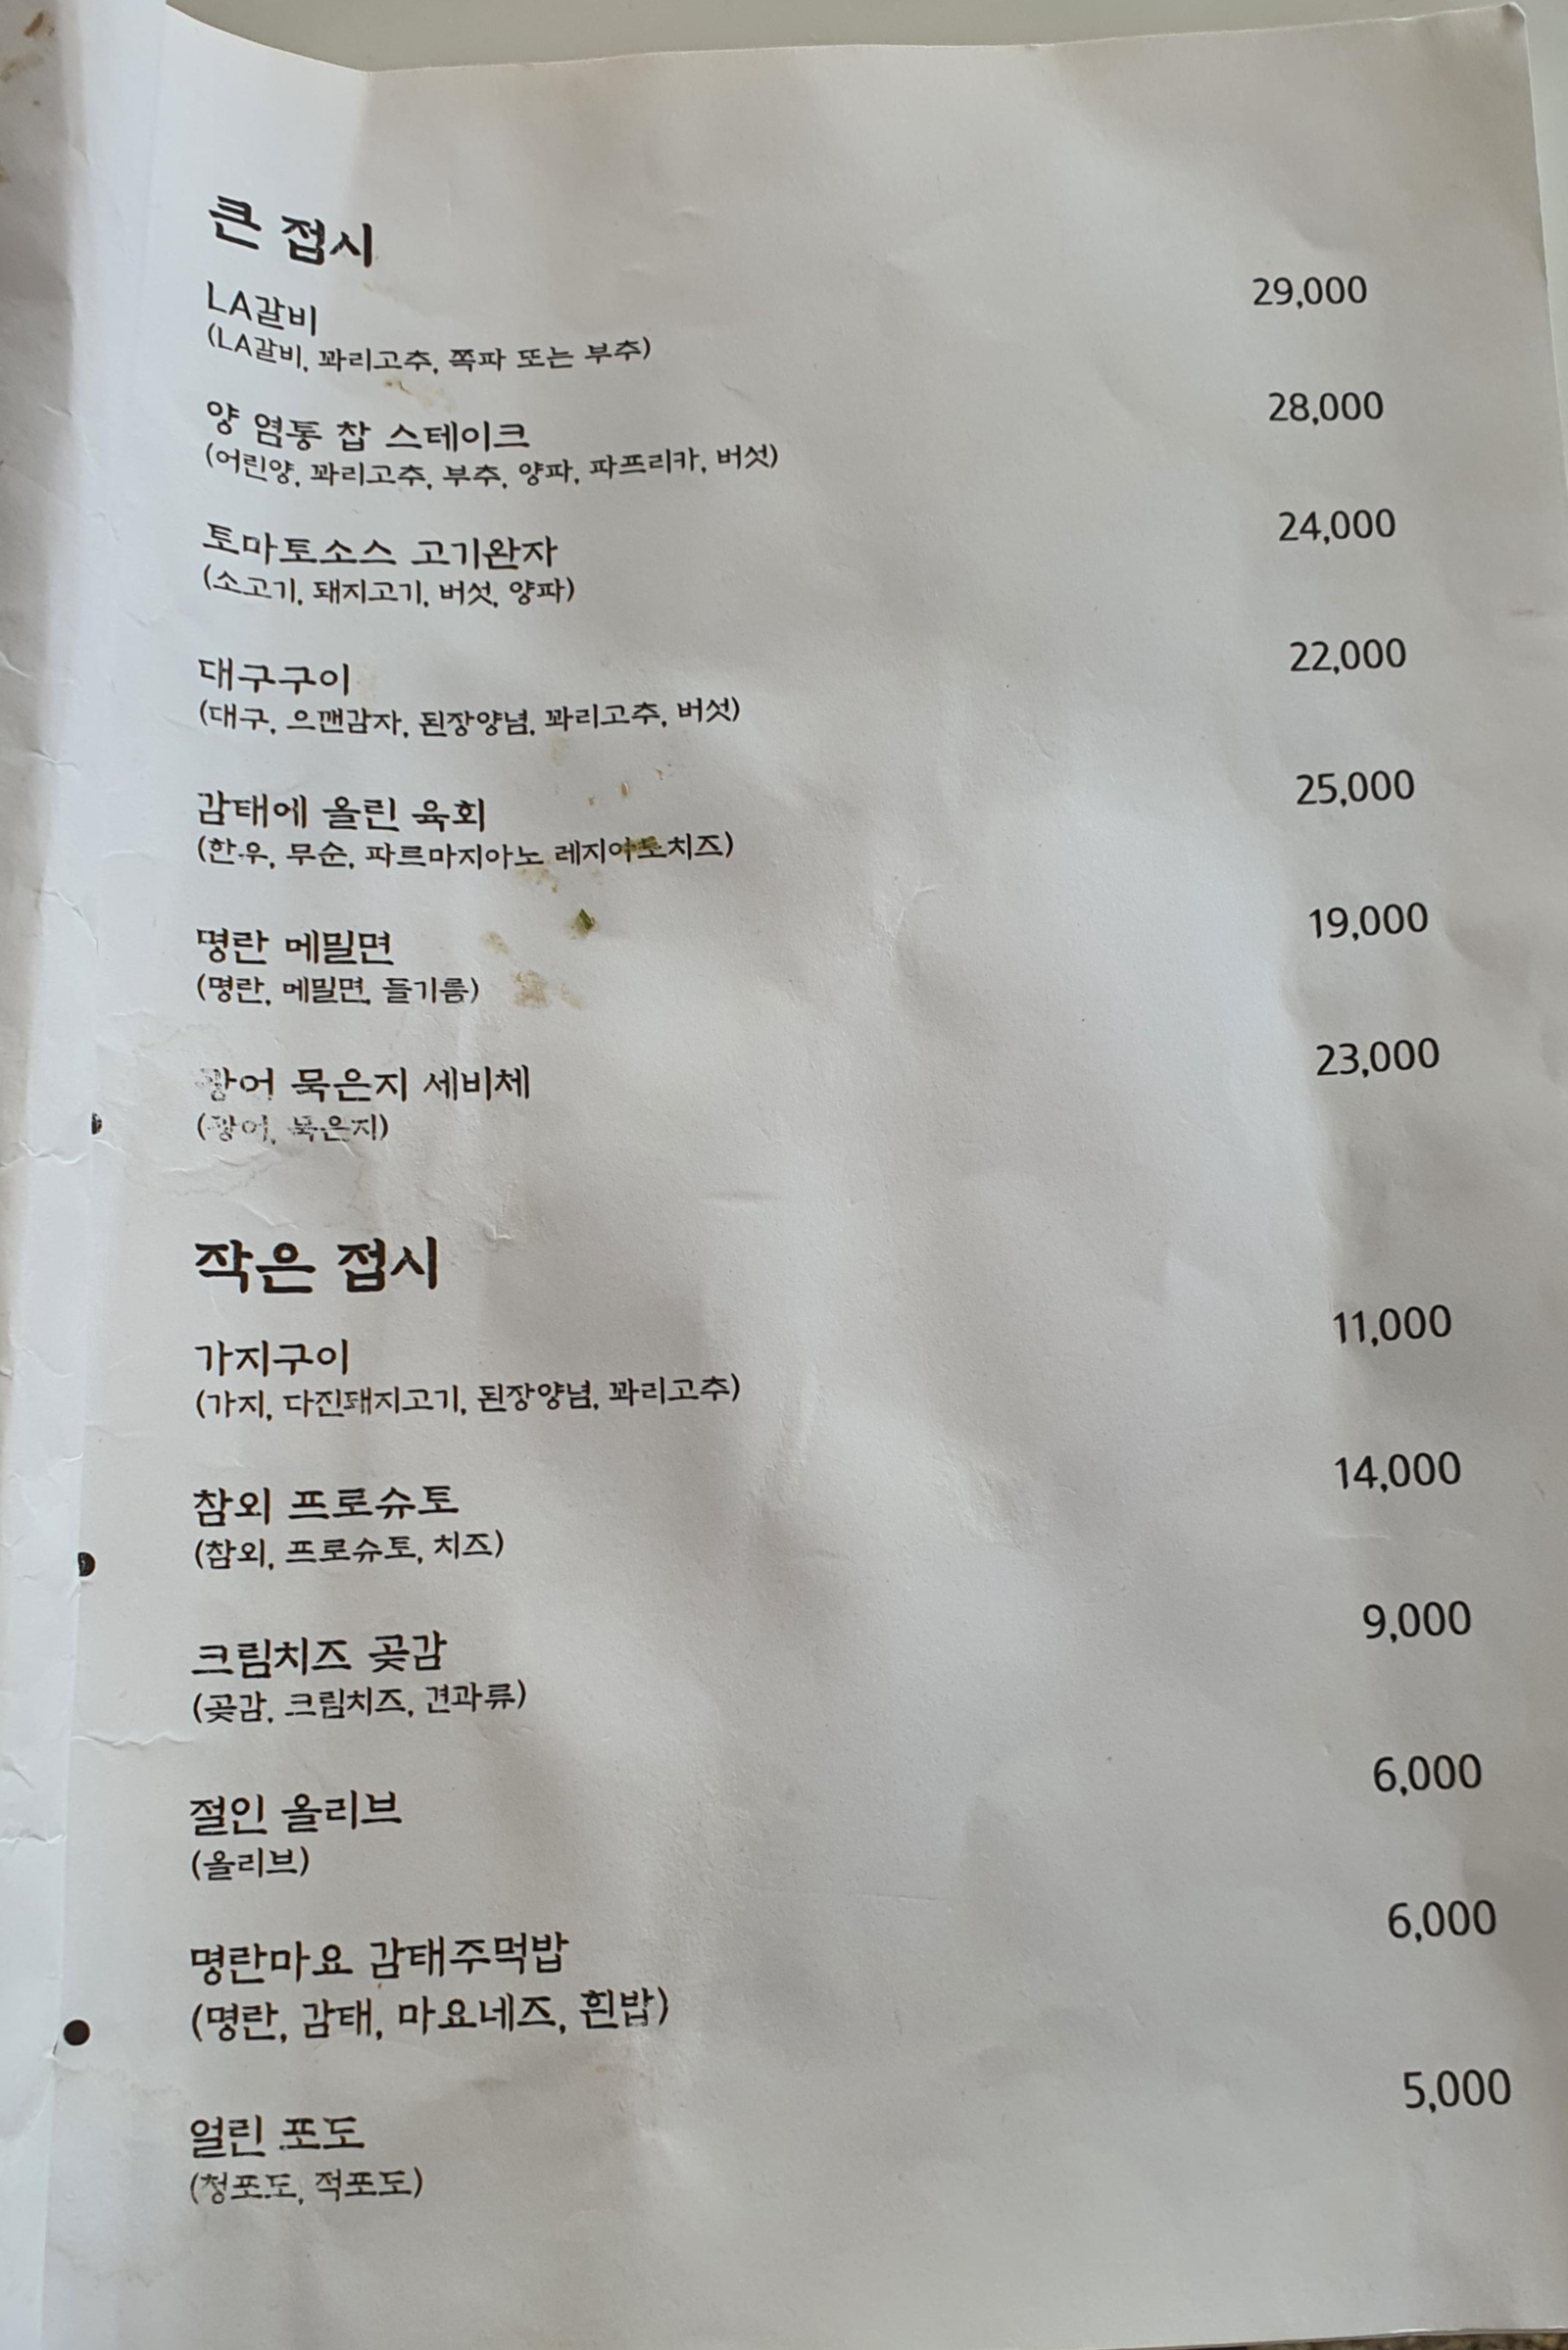 큰 접시
LA갈비 29,000
(LA갈비, 꽈리고추, 쪽파 또는 부추)
양 염통 찹 스테이크 28,000
(어린양, 꽈리고추, 부추, 양파, 파프리카, 버섯)
토마토소스 고기완자 24,000
(소고기, 돼지고기, 버섯, 양파)
대구구이 22,000
(대구, 으깬감자, 된장양념, 꽈리고추, 버섯)
감태에 올린 육회 25,000
(한우, 무순, 파르마지아노 레지아노치즈)
명란 메밀면 19,000
(명란, 메밀면, 들기름)
광어 묵은지 세비체 23,000
(광어, 묵은지)
작은 접시
가지구이 11,000
(가지, 다진돼지고기, 된장양념, 꽈리고추)
참외 프로슈토 14,000
(참외, 프로슈토, 치즈)
크림치즈 곶감 9,000
(곶감, 크림치즈, 견과류)
절인 올리브 6,000
(올리브)
명란마요 감태주먹밥 6,000
(명란, 감태, 마요네즈, 흰밥)
얼린 포도 5,000
(청포도, 적포도)